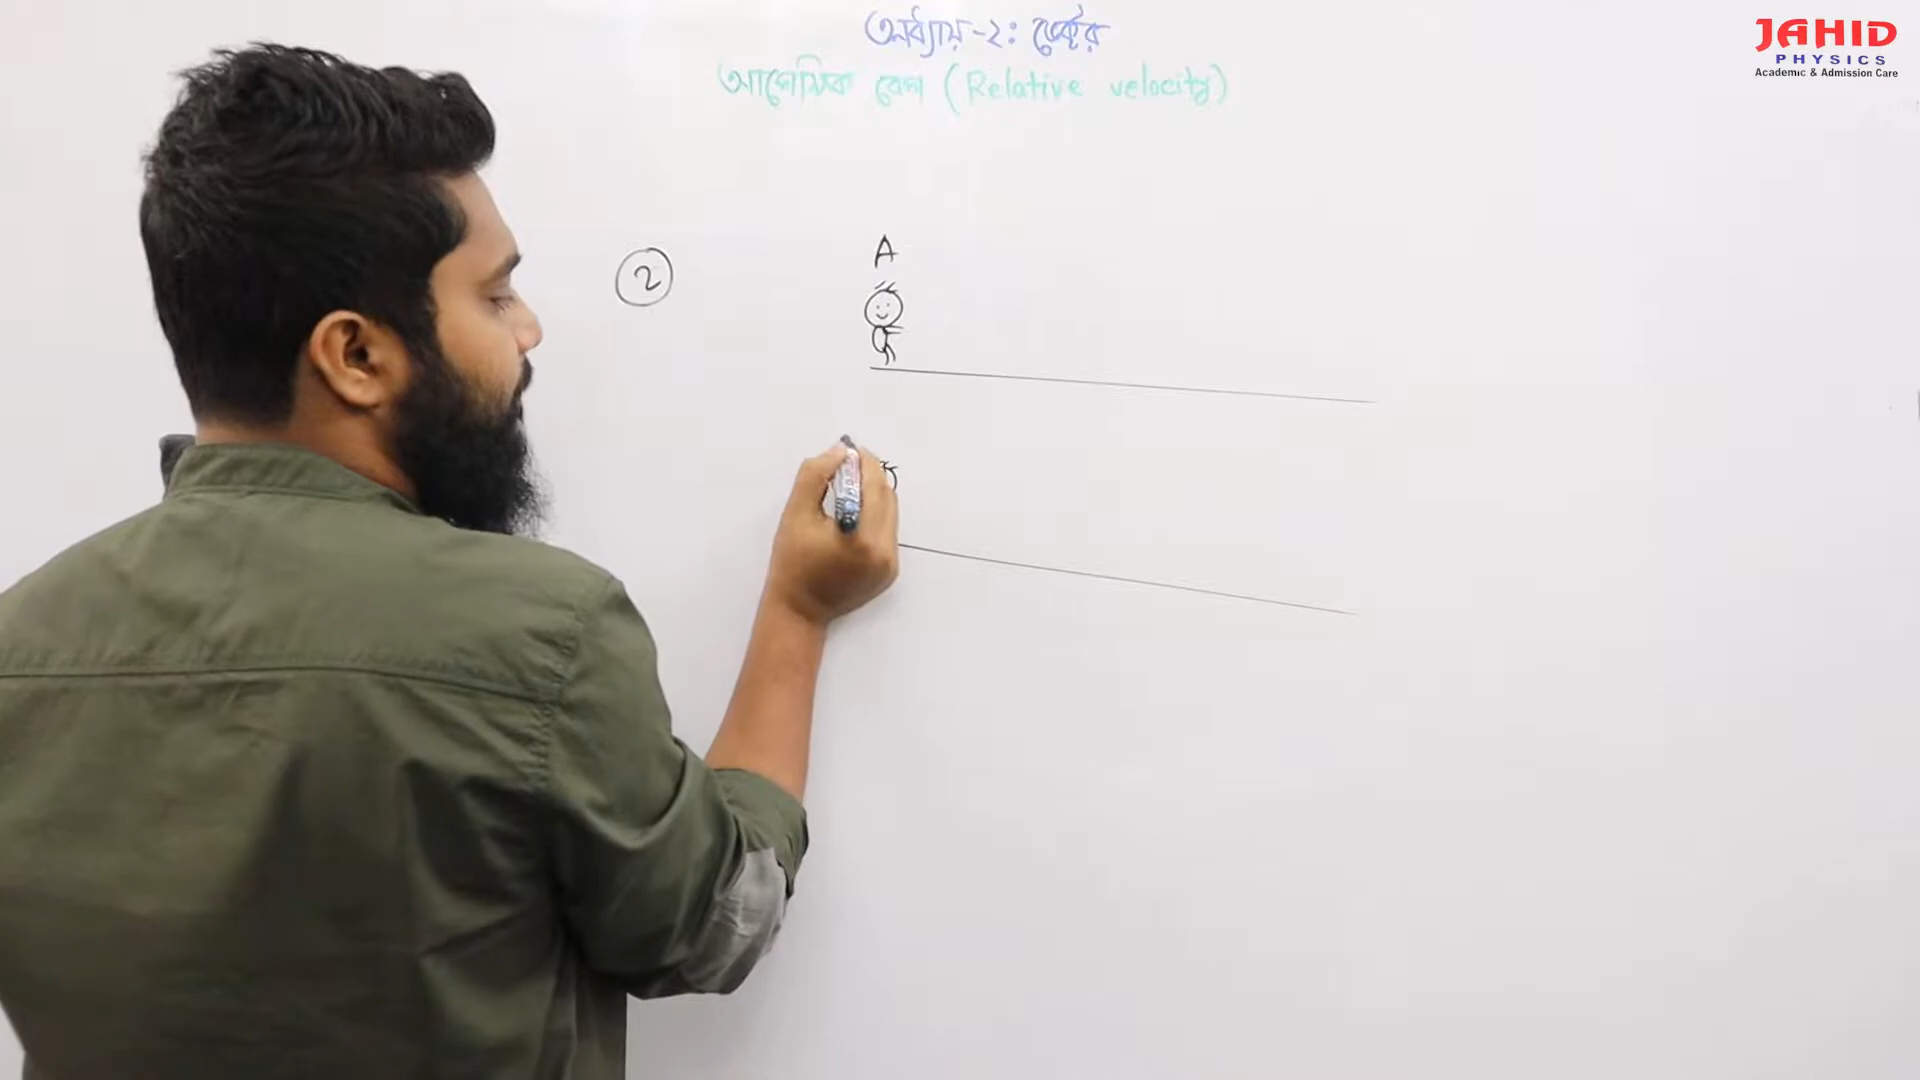 অধ্যায়-২: ভেক্টর
আপেক্ষিক বেগ (Relative velocity)
JAHID
PHYSICS
Academic & Admission Care
2
A